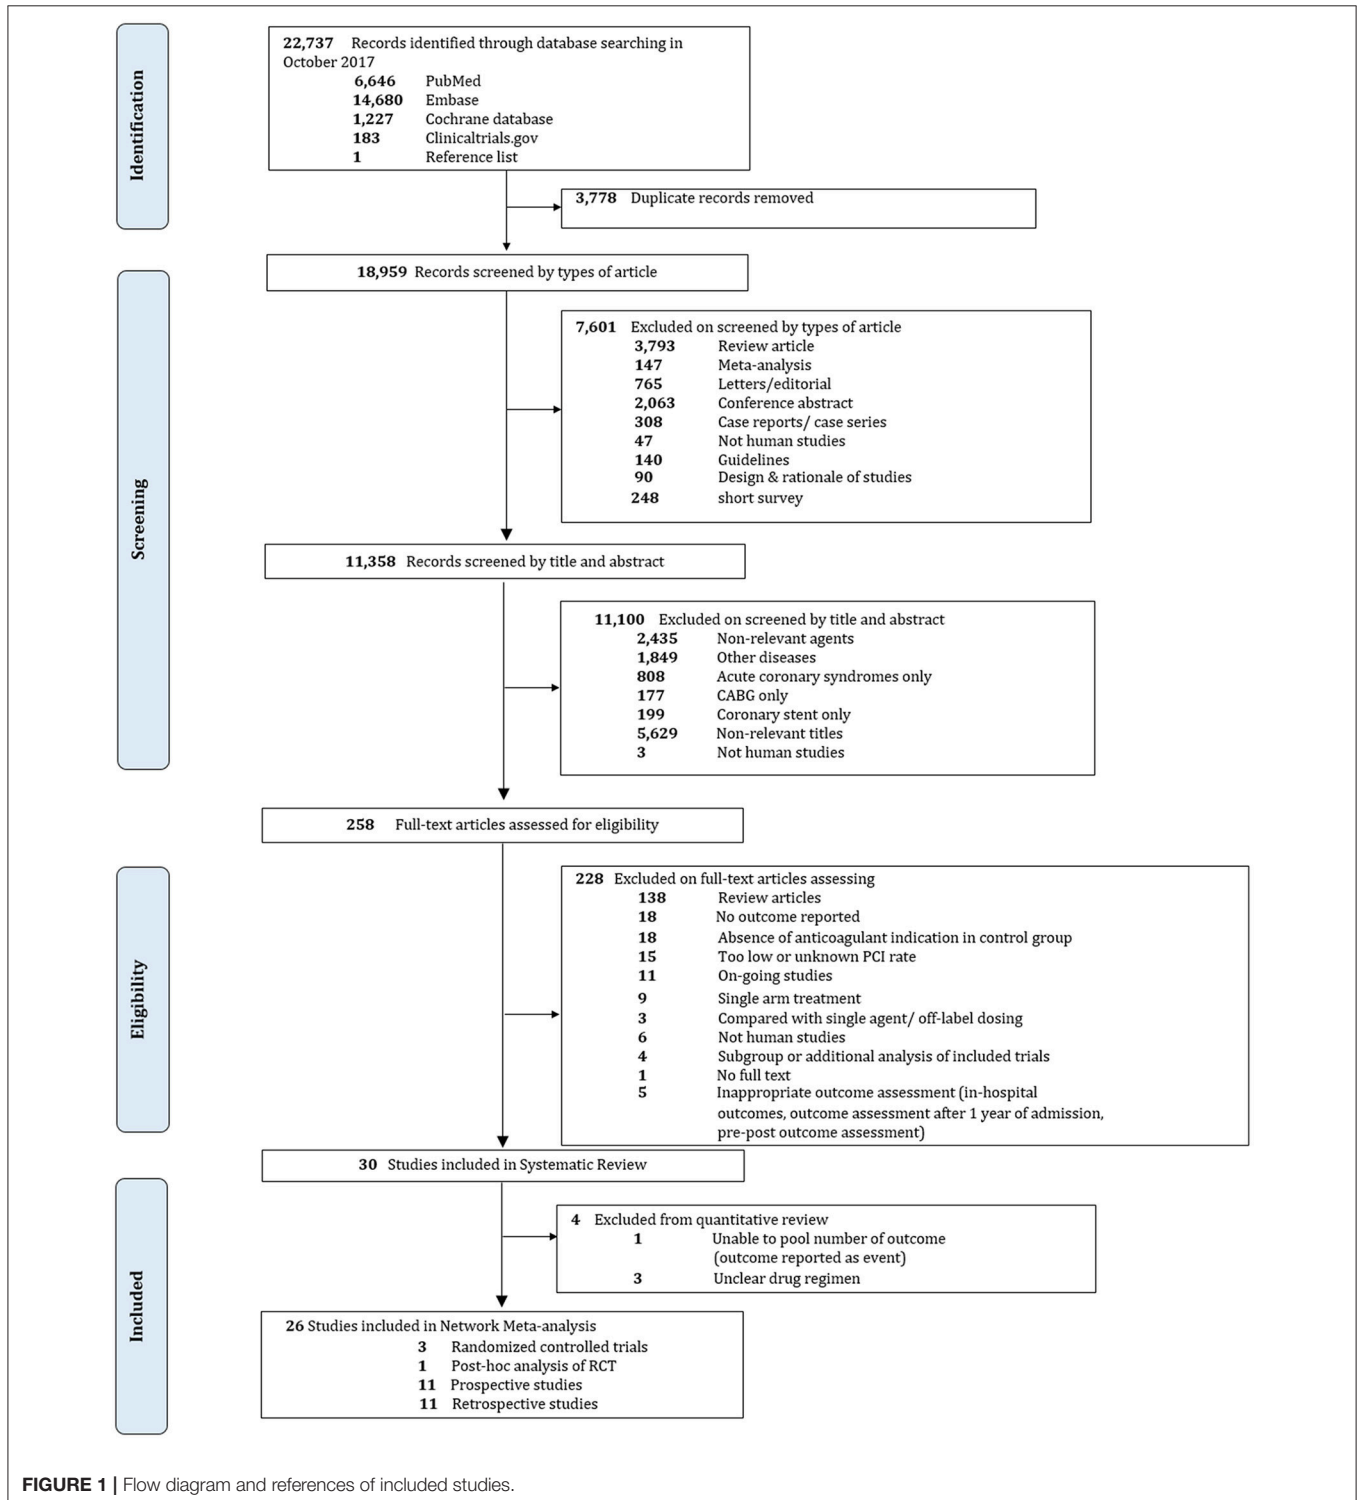 Identification
22,737 Records identified through database searching in
October 2017
6,646 PubMed
14,680 Embase
1,227 Cochrane database
183 Clinicaltrials.gov
1 Reference list
3,778 Duplicate records removed
Screening
18,959 Records screened by types of article
7,601 Excluded on screened by types of article
3,793 Review article
147 Meta-analysis
765 Letters/editorial
2,063 Conference abstract
308 Case reports/ case series
47 Not human studies
140 Guidelines
90 Design & rationale of studies
248 short survey
11,358 Records screened by title and abstract
11,100 Excluded on screened by title and abstract
2,435 Non-relevant agents
1,849 Other diseases
808 Acute coronary syndromes only
177 CABG only
199 Coronary stent only
5,629 Non-relevant titles
3 Not human studies
258 Full-text articles assessed for eligibility
Eligibility
228 Excluded on full-text articles assessing
138 Review articles
18 No outcome reported
18 Absence of anticoagulant indication in control group
15 Too low or unknown PCI rate
11 On-going studies
9 Single arm treatment
3 Compared with single agent/ off-label dosing
6 Not human studies
4 Subgroup or additional analysis of included trials
1 No full text
5 Inappropriate outcome assessment (in-hospital
outcomes, outcome assessment after 1 year of admission,
pre-post outcome assessment)
30 Studies included in Systematic Review
Included
4 Excluded from quantitative review
1 Unable to pool number of outcome
(outcome reported as event)
3 Unclear drug regimen
26 Studies included in Network Meta-analysis
3 Randomized controlled trials
1 Post-hoc analysis of RCT
11 Prospective studies
11 Retrospective studies
FIGURE 1 | Flow diagram and references of included studies.